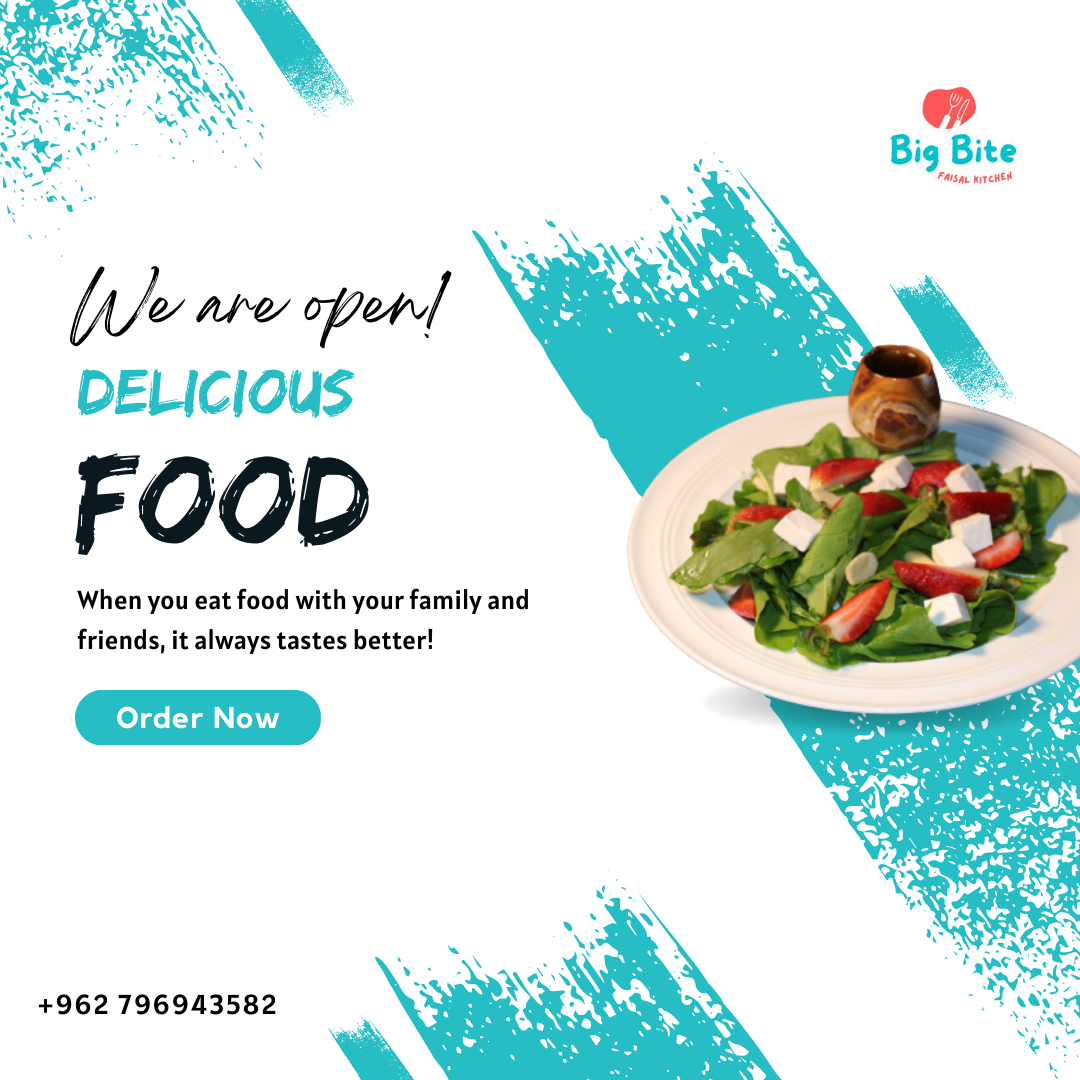 Big Bite
FAISAL KITCHEN
We are open!
DELICIOUS
FOOD
When you eat food with your family and
friends, it always tastes better!
Order Now
+962 796943582